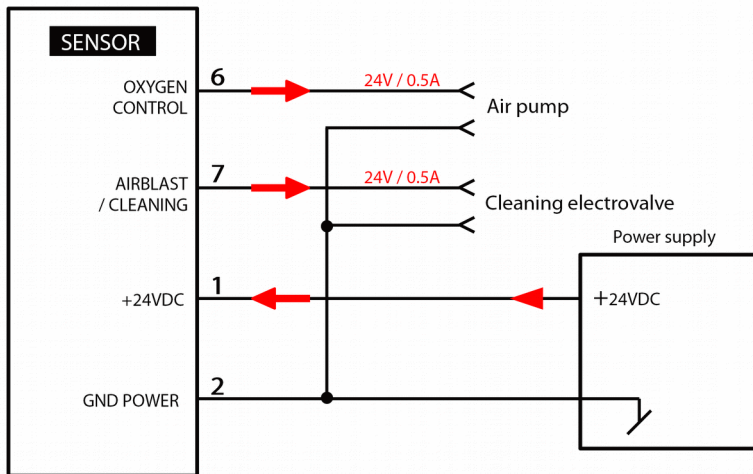 SENSOR
OXYGEN
CONTROL
6
24V / 0.5A
Air pump
AIRBLAST
/ CLEANING
7
24V / 0.5A
Cleaning electrovalve
Power supply
+24VDC
1
+24VDC
GND POWER
2